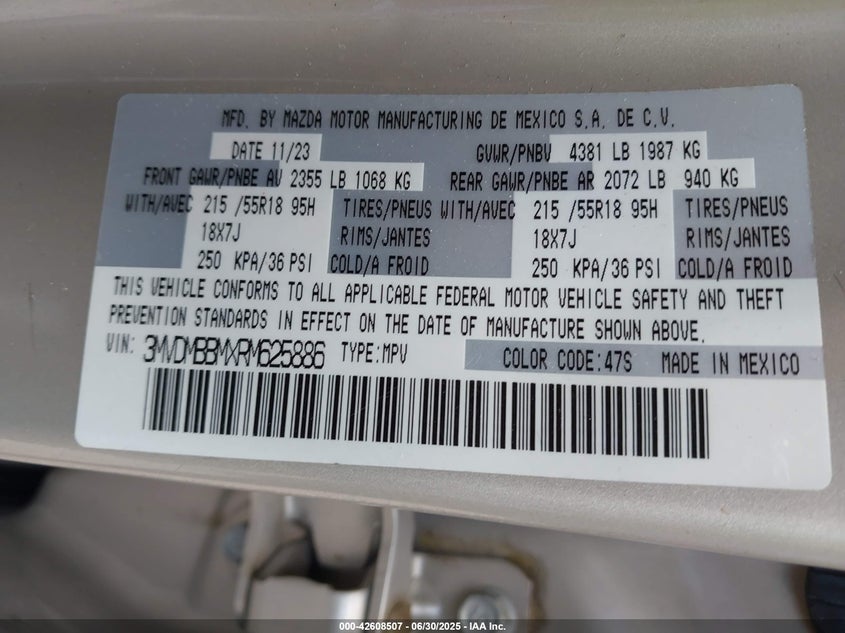 MFD. BY MAZDA MOTOR MANUFACTURING DE MEXICO S.A. DE C.V.
DATE 11/23 GVWR/PNBV 4381 LB 1987 KG
FRONT GAWR/PNBE AV 2355 LB 1068 KG REAR GAWR/PNBE AR 2072 LB 940 KG
WITH/AVEC 215 /55R18 95H TIRES/PNEUS WITH/AVEC 215 /55R18 95H TIRES/PNEUS
18X7J RIMS/JANTES 18X7J RIMS/JANTES
250 KPA/36 PSI COLD/A FROID 250 KPA/36 PSI COLD/A FROID
THIS VEHICLE CONFORMS TO ALL APPLICABLE FEDERAL MOTOR VEHICLE SAFETY AND THEFT
PREVENTION STANDARDS IN EFFECT ON THE DATE OF MANUFACTURE SHOWN ABOVE.
VIN: 3MVDMBBMXRM625886 TYPE:MPV COLOR CODE:47S MADE IN MEXICO
000-42608507 - 06/30/2025 - IAA Inc.